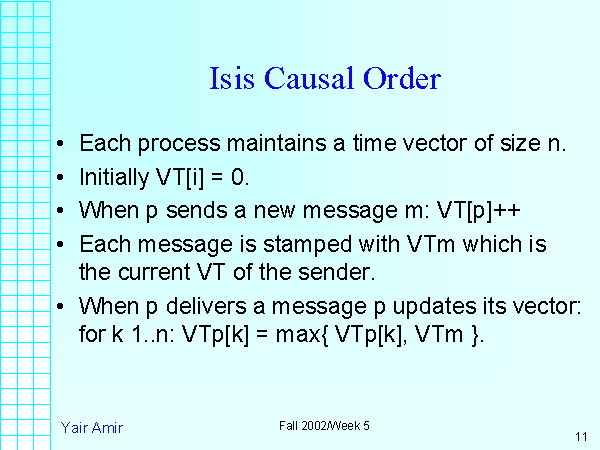 Isis Causal Order
• Each process maintains a time vector of size n.
• Initially VT[i] = 0.
• When p sends a new message m: VT[p]++
• Each message is stamped with VTm which is
the current VT of the sender.
• When p delivers a message p updates its vector:
for k 1..n: VTp[k] = max{ VTp[k], VTm }.
Yair Amir
Fall 2002/Week 5
11